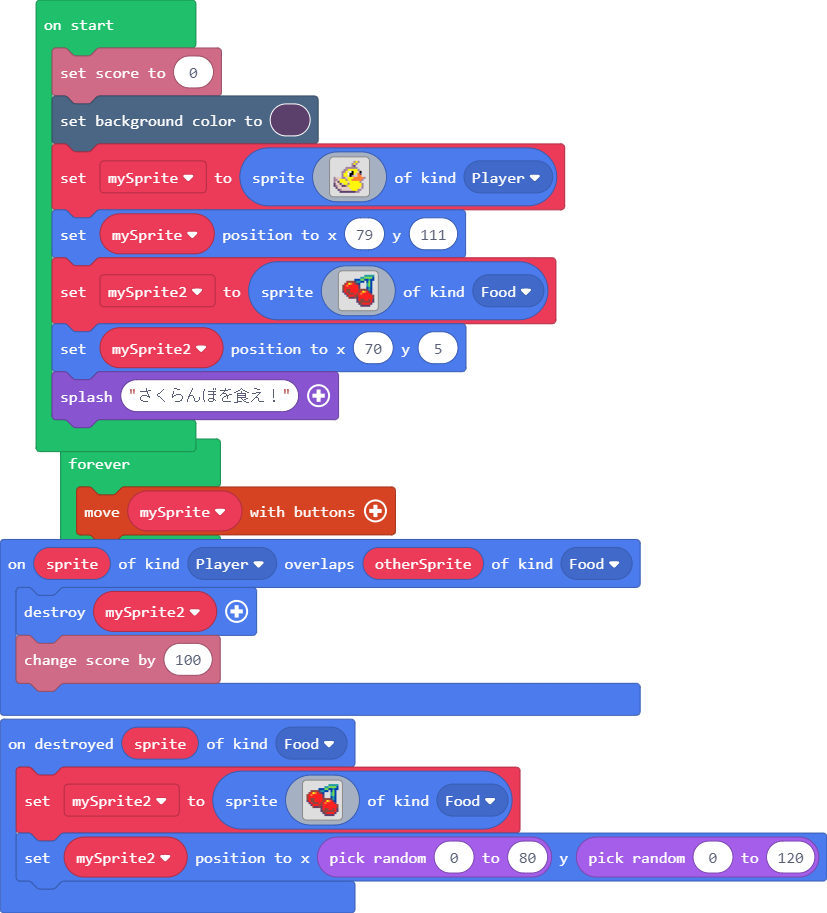 on start
set score to 0
set background color to
set mySprite to sprite of kind Player
set mySprite position to x 79 y 111
set mySprite2 to sprite of kind Food
set mySprite2 position to x 70 y 5
splash "さくらんぼを食え！"
forever
move mySprite with buttons
on sprite of kind Player overlaps otherSprite of kind Food
destroy mySprite2
change score by 100
on destroyed sprite of kind Food
set mySprite2 to sprite of kind Food
set mySprite2 position to x pick random 0 to 80 y pick random 0 to 120